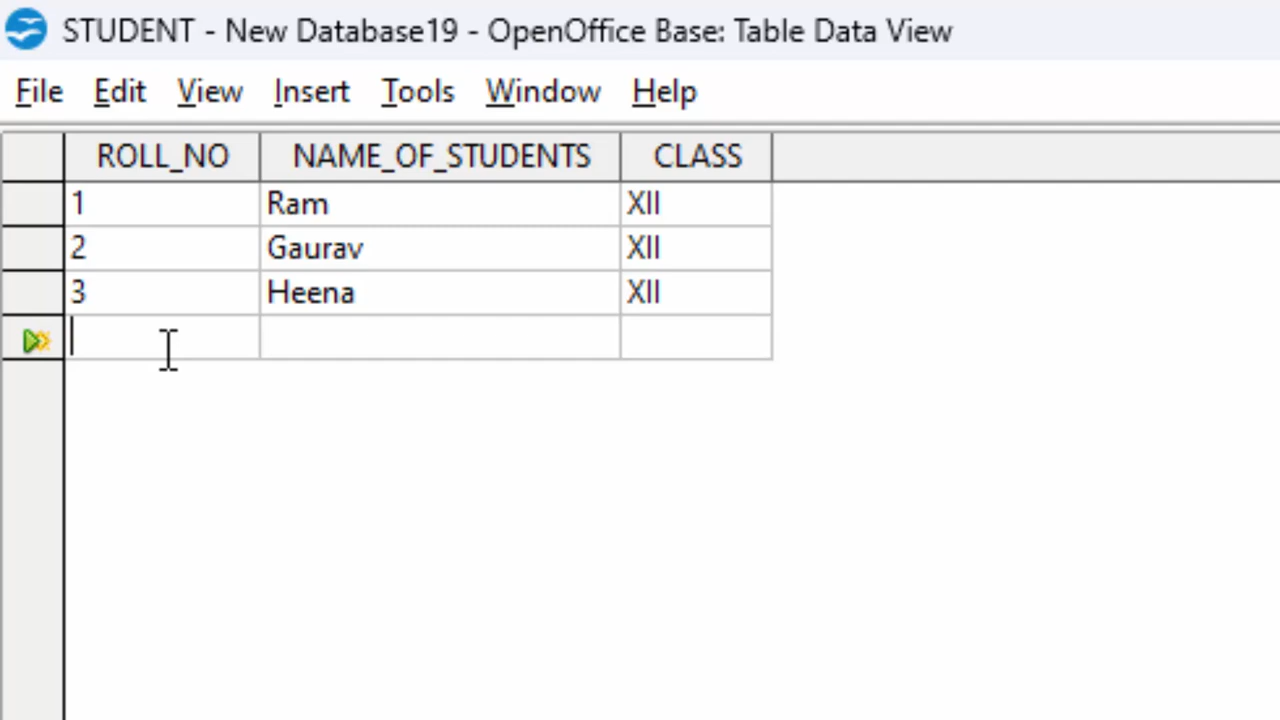 STUDENT - New Database19 - OpenOffice Base: Table Data View
File Edit View Insert Tools Window Help
ROLL_NO NAME_OF_STUDENTS CLASS
1 Ram XII
2 Gaurav XII
3 Heena XII